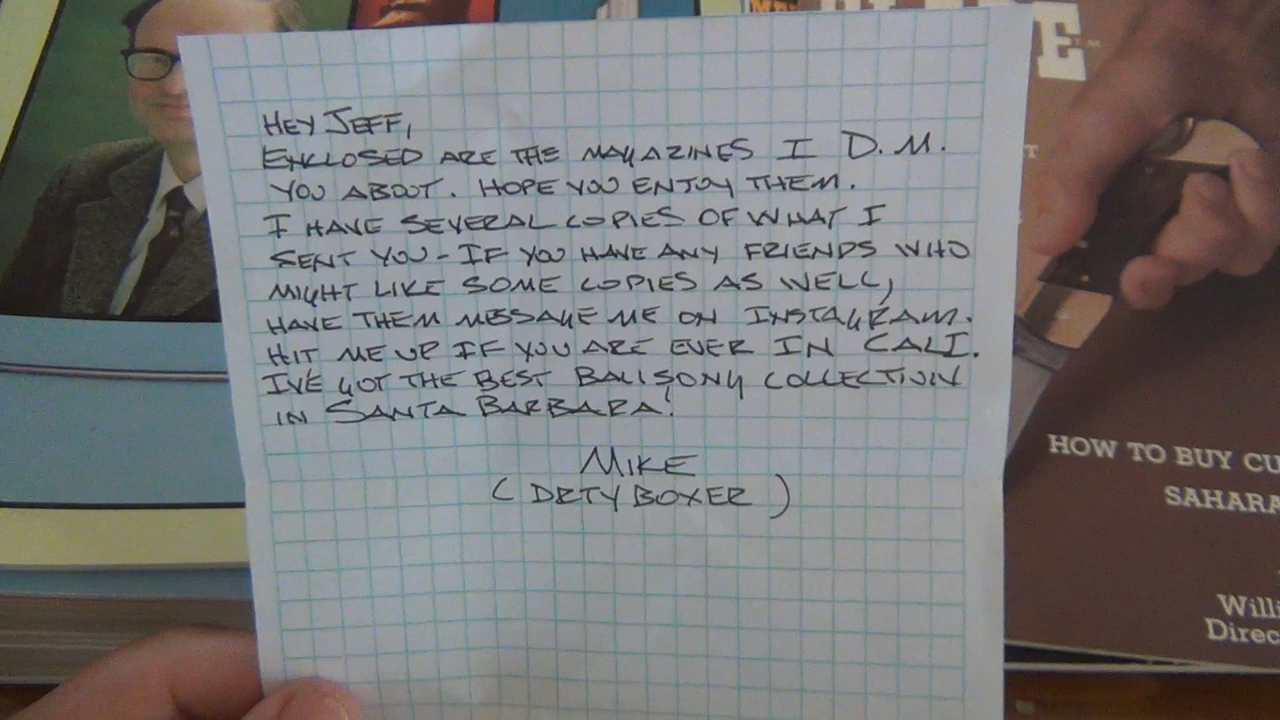 HEY JEFF,
ENCLOSED ARE THE MAGAZINES I D.M.
YOU ABOUT. HOPE YOU ENJOY THEM.
I HAVE SEVERAL COPIES OF WHAT I
SENT YOU - IF YOU HAVE ANY FRIENDS WHO
MIGHT LIKE SOME COPIES AS WELL,
HAVE THEM MESSAGE ME ON INSTAGRAM.
HIT ME UP IF YOU ARE EVER IN CALI.
I'VE GOT THE BEST BALISONG COLLECTION
IN SANTA BARBARA!
MIKE
(DRTYBOXER)
HOW TO BUY CU
SAHARA
Willi
Direc